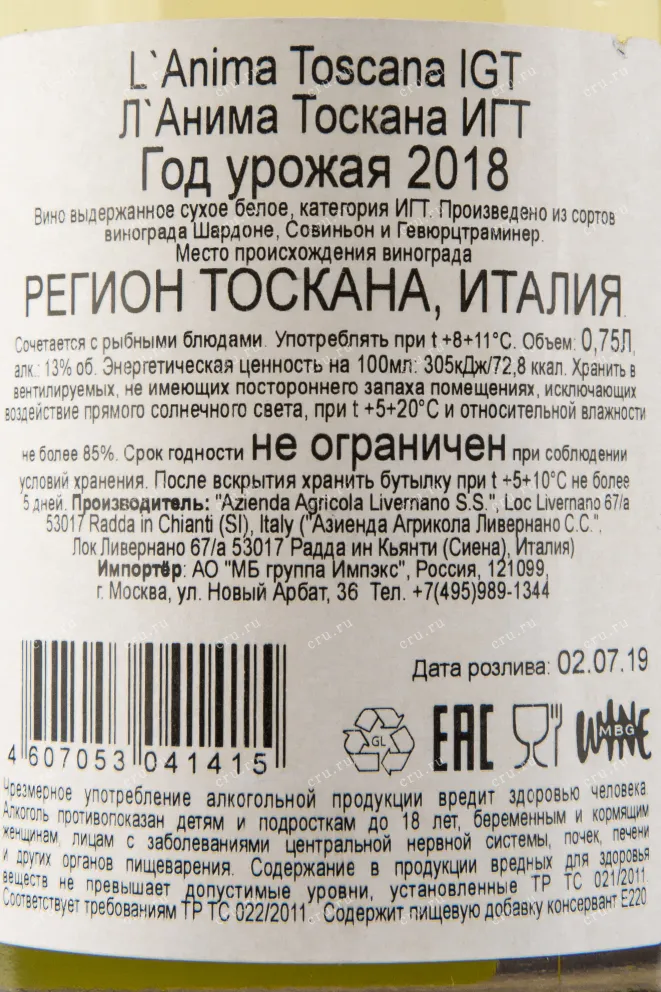 L`Anima Toscana IGT
Л`Анима Тоскана ИГТ
Год урожая 2018
Вино выдержанное сухое белое, категория ИГТ. Произведено из сортов
винограда Шардоне, Совиньон и Гевюрцтраминер.
Место происхождения винограда
РЕГИОН ТОСКАНА, ИТАЛИЯ.
Сочетается с рыбными блюдами. Употреблять при t +8+11°С. Объем: 0,75Л,
алк.: 13% об. Энергетическая ценность на 100мл: 305кДж/72,8 ккал. Хранить в
вентилируемых, не имеющих постороннего запаха помещениях, исключающих
воздействие прямого солнечного света, при t +5+20°С и относительной влажности
не более 85%. Срок годности не ограничен при соблюдении
условий хранения. После вскрытия хранить бутылку при t +5+10°С не более
5 дней. Производитель: "Azienda Agricola Livernano S.S.", Loc Livernano 67/a
53017 Radda in Chianti (SI), Italy ("Азиенда Агрикола Ливернано С.С.",
Лок Ливернано 67/а 53017 Радда ин Кьянти (Сиена), Италия)
Импортёр: АО "МБ группа Импэкс", Россия, 121099,
г. Москва, ул. Новый Арбат, 36 Тел. +7(495)989-1344
Дата розлива: 02.07.19
GL EAC WINE MBG
4 607053 041415
Чрезмерное употребление алкогольной продукции вредит здоровью человека.
Алкоголь противопоказан детям и подросткам до 18 лет, беременным и кормящим
женщинам, лицам с заболеваниями центральной нервной системы, почек, печени
и других органов пищеварения. Содержание в продукции вредных для здоровья
веществ не превышает допустимые уровни, установленные ТР ТС 021/2011.
Соответствует требованиям ТР ТС 022/2011. Содержит пищевую добавку консервант Е220